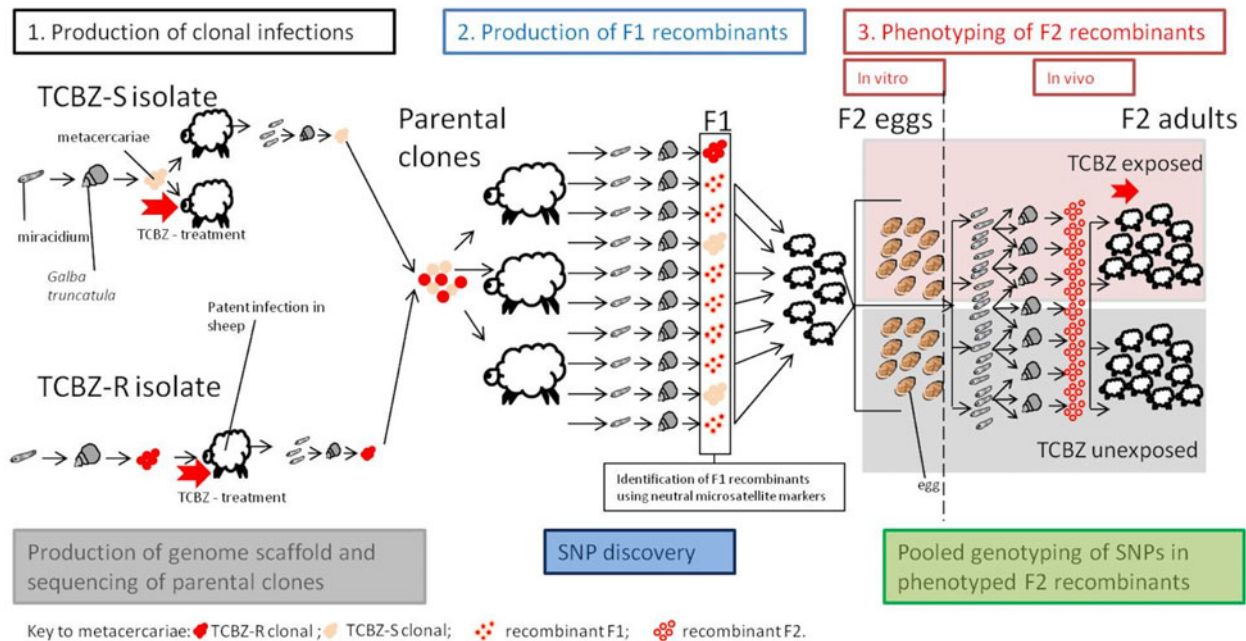 1. Production of clonal infections
2. Production of F1 recombinants
3. Phenotyping of F2 recombinants
In vitro
In vivo
TCBZ-S isolate
metacercariae
miracidium
Galba
truncatula
TCBZ - treatment
Patent infection in
sheep
TCBZ-R isolate
TCBZ - treatment
Parental
clones
F1
Identification of F1 recombinants
using neutral microsatellite markers
F2 eggs
F2 adults
TCBZ exposed
TCBZ unexposed
egg
Production of genome scaffold and
sequencing of parental clones
SNP discovery
Pooled genotyping of SNPs in
phenotyped F2 recombinants
Key to metacercariae: TCBZ-R clonal ; TCBZ-S clonal; recombinant F1; recombinant F2.